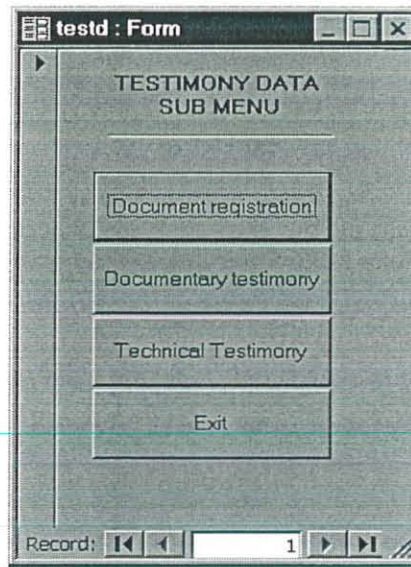 testd : Form
TESTIMONY DATA
SUB MENU
Document registration
Documentary testimony
Technical Testimony
Exit
Record: 1